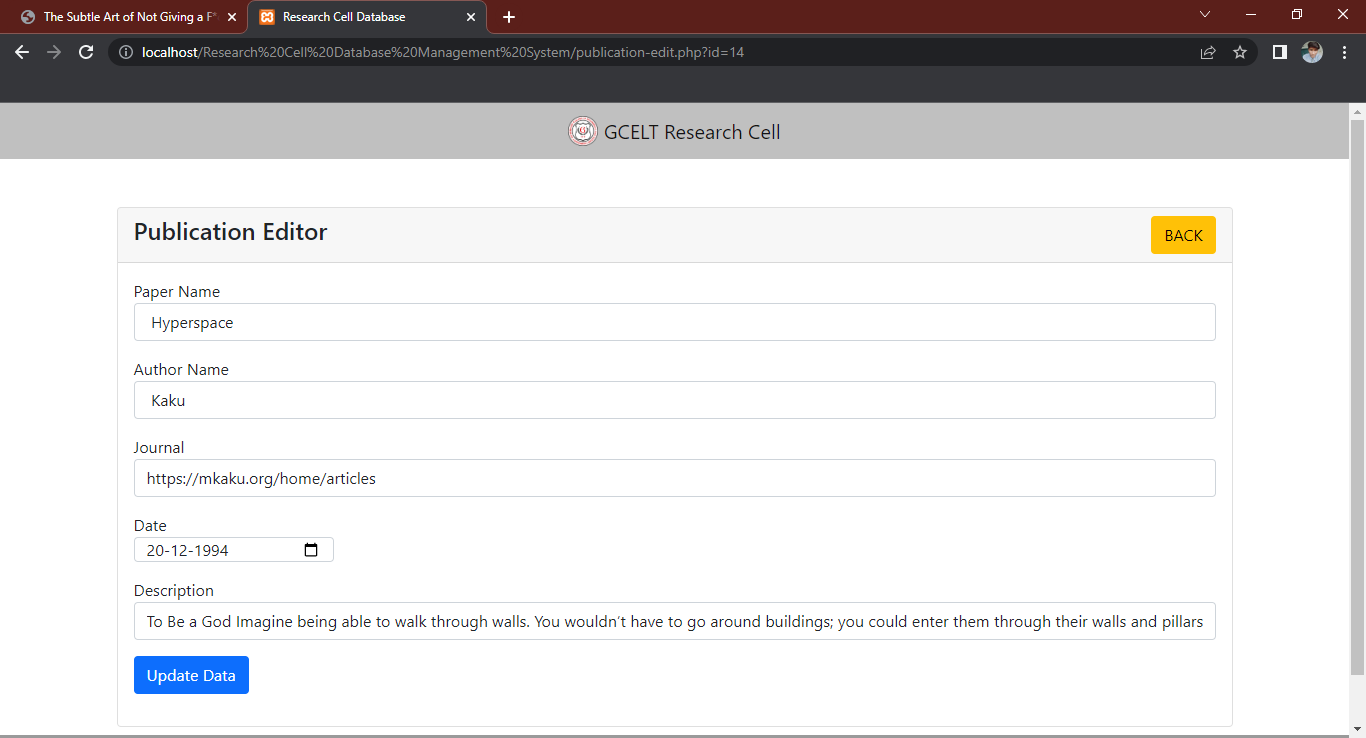 The Subtle Art of Not Giving a F*
Research Cell Database
localhost/Research%20Cell%20Database%20Management%20System/publication-edit.php?id=14
GCELT Research Cell
Publication Editor
BACK
Paper Name
Hyperspace
Author Name
Kaku
Journal
https://mkaku.org/home/articles
Date
20-12-1994
Description
To Be a God Imagine being able to walk through walls. You wouldn't have to go around buildings; you could enter them through their walls and pillars
Update Data